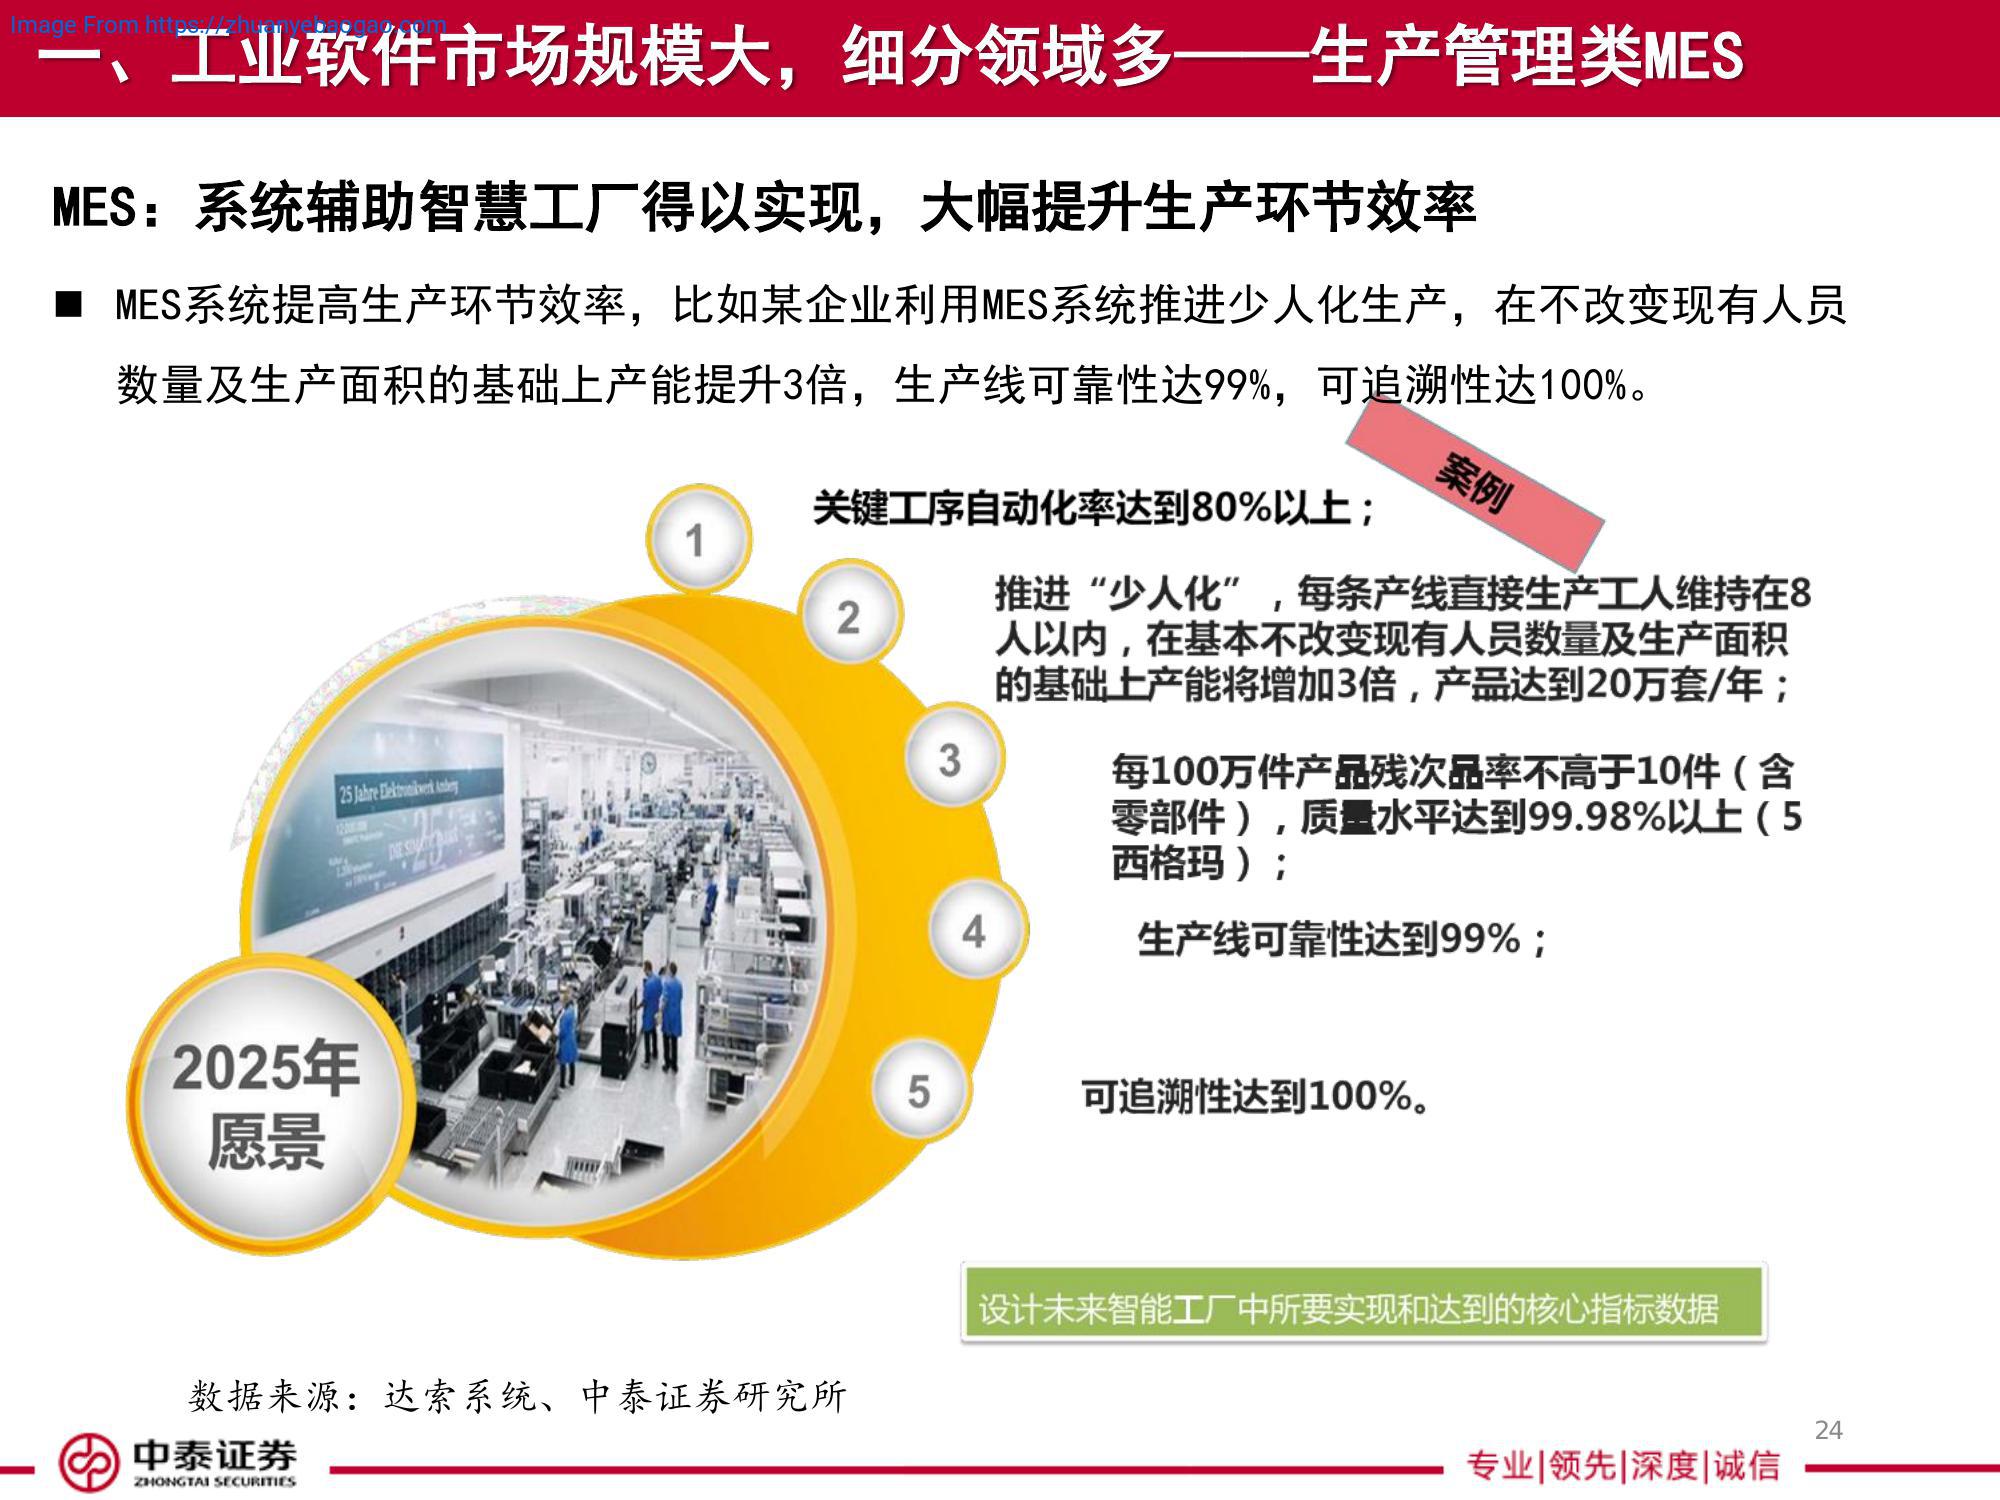 Image From https://zhuanyebaogao.com
一、工业软件市场规模大，细分领域多——生产管理类MES
MES：系统辅助智慧工厂得以实现，大幅提升生产环节效率
■ MES系统提高生产环节效率，比如某企业利用MES系统推进少人化生产，在不改变现有人员
数量及生产面积的基础上产能提升3倍，生产线可靠性达99%，可追溯性达100%。
案例
1
关键工序自动化率达到80%以上；
2
推进“少人化”，每条产线直接生产工人维持在8
人以内，在基本不改变现有人员数量及生产面积
的基础上产能将增加3倍，产品达到20万套/年；
3
每100万件产品残次品率不高于10件（含
零部件），质量水平达到99.98%以上（5
西格玛）；
4
生产线可靠性达到99%；
5
可追溯性达到100%。
25 Jahre Elektronikwerk Amberg
2025年
愿景
设计未来智能工厂中所要实现和达到的核心指标数据
数据来源：达索系统、中泰证券研究所
24
中泰证券
ZHONGTAI SECURITIES
专业|领先|深度|诚信